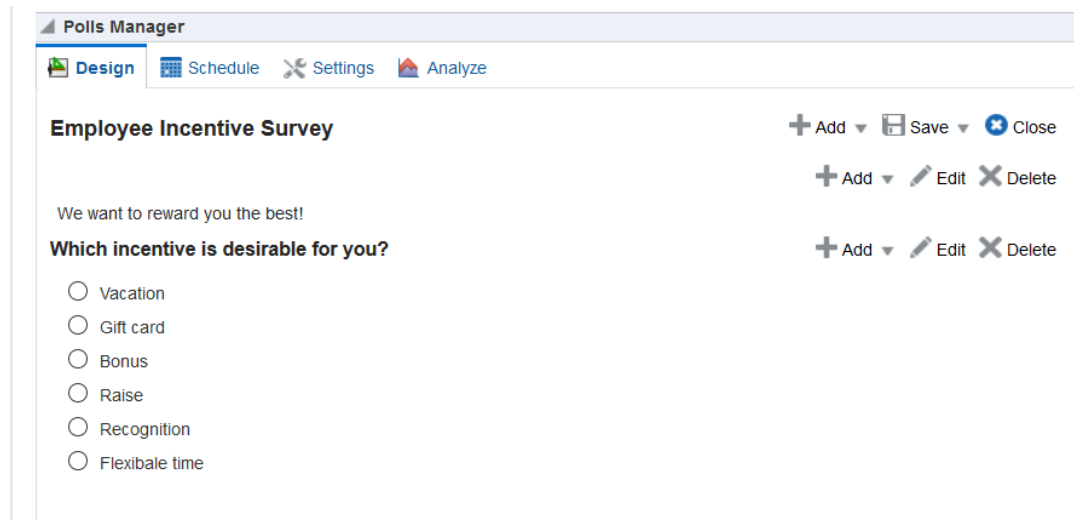 Polls Manager
Design Schedule Settings Analyze
Employee Incentive Survey Add Save Close
Add Edit Delete
We want to reward you the best!
Which incentive is desirable for you? Add Edit Delete
Vacation
Gift card
Bonus
Raise
Recognition
Flexibale time